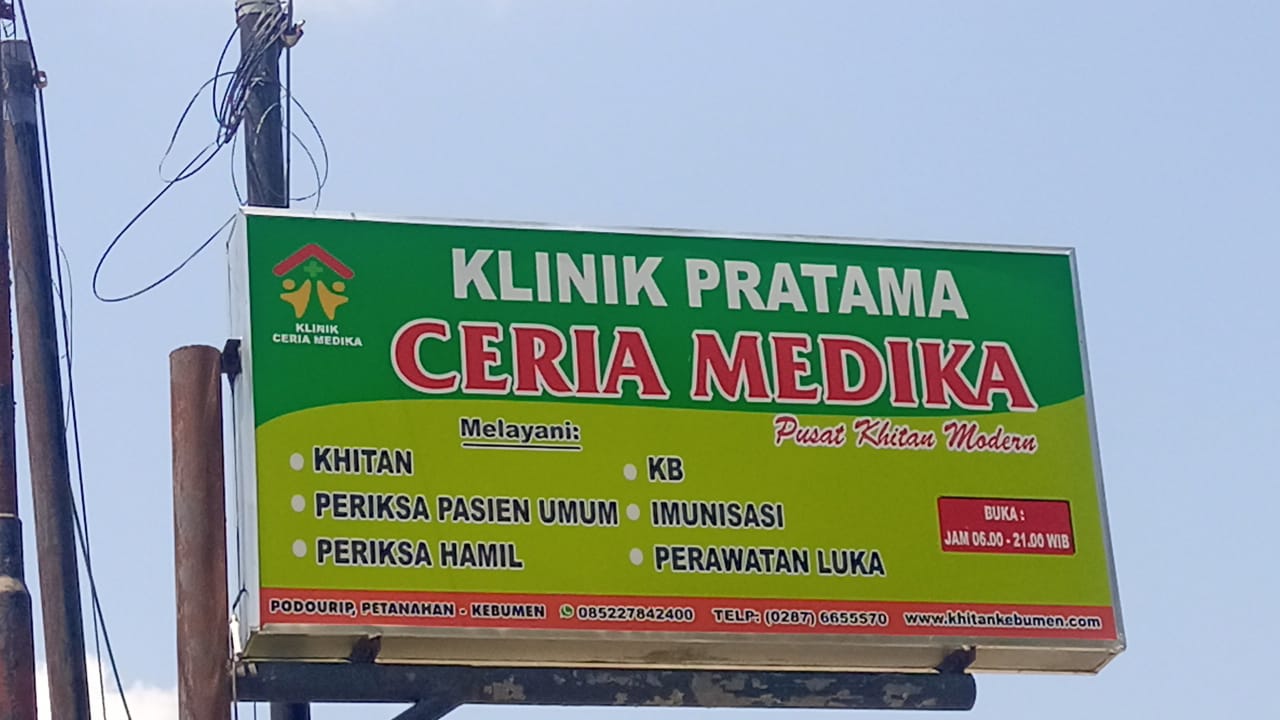 KLINIK
CERIA MEDIKA
KLINIK PRATAMA
CERIA MEDIKA
Pusat Khitan Modern
Melayani:
KHITAN
PERIKSA PASIEN UMUM
PERIKSA HAMIL
KB
IMUNISASI
PERAWATAN LUKA
BUKA :
JAM 06.00 - 21.00 WIB
PODOURIP, PETANAHAN - KEBUMEN 085227842400 TELP: (0287) 6655570 www.khitankebumen.com